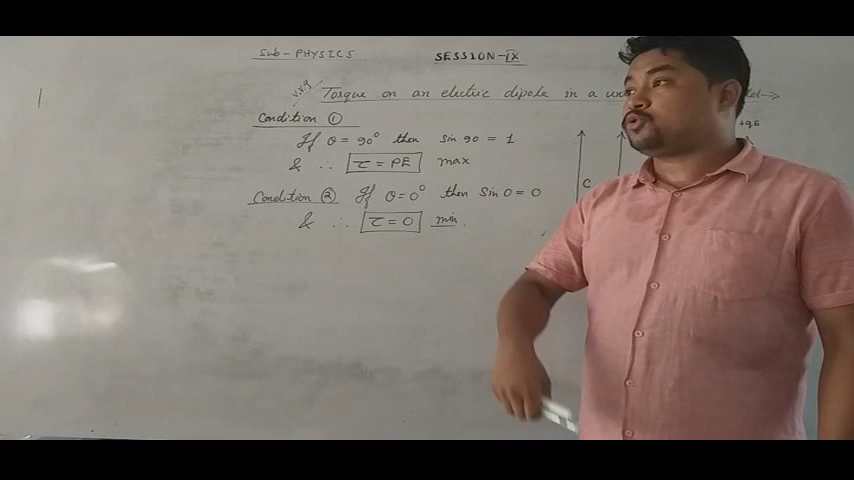 Sub-PHYSICS SESSION-IX
v.v.g Torque on an electric dipole in a
Condition ①
If θ = 90° then sin 90 = 1
& ∴ τ = PE max
Condition ② If θ = 0° then Sin 0 = 0
& ∴ τ = 0 min.
+qE
C